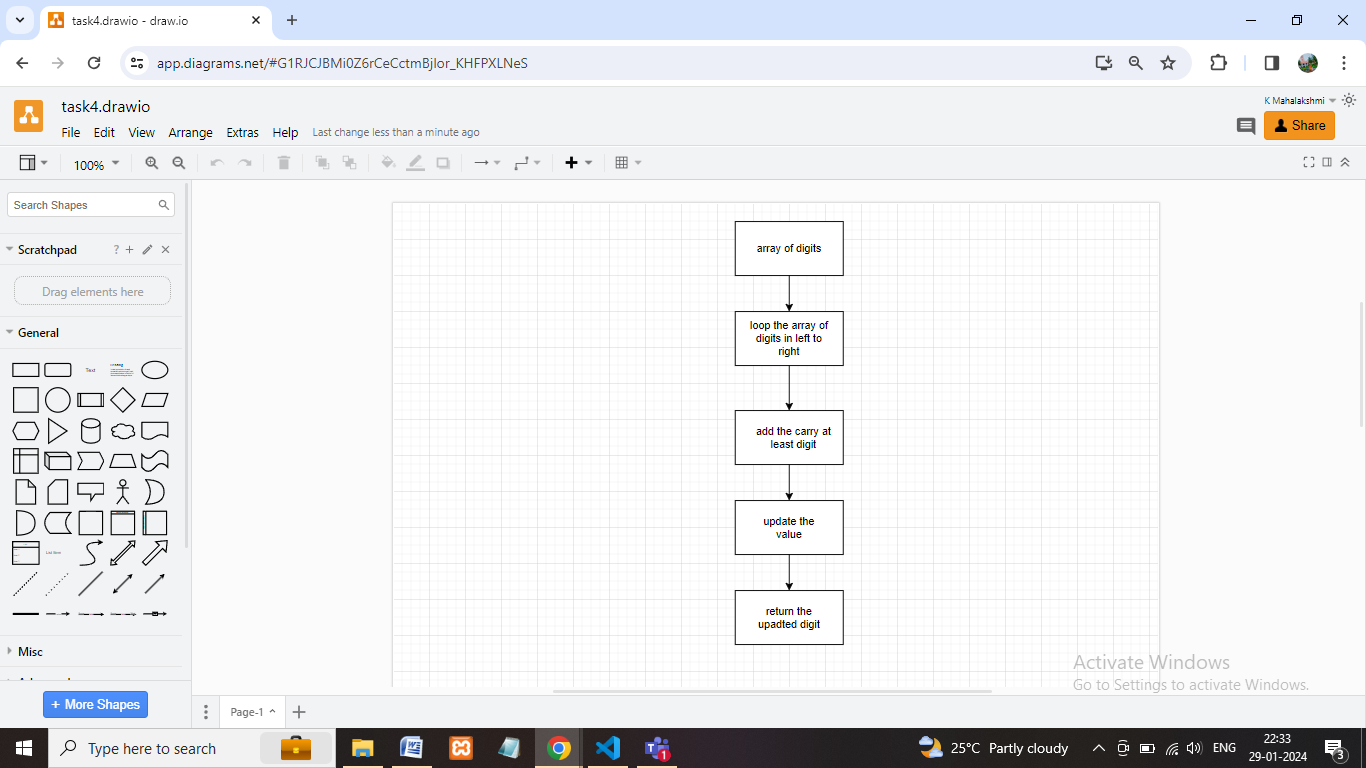 task4.drawio - draw.io
app.diagrams.net/#G1RJCJBMi0Z6rCeCctmBjIor_KHFPXLNeS
task4.drawio
K Mahalakshmi
File Edit View Arrange Extras Help Last change less than a minute ago
Share
100%
Search Shapes
Scratchpad
?
Drag elements here
General
Text
Misc
+ More Shapes
array of digits
loop the array of
digits in left to
right
add the carry at
least digit
update the
value
return the
upadted digit
Activate Windows
Go to Settings to activate Windows.
Page-1
Type here to search
1
25°C Partly cloudy
ENG
22:33
29-01-2024
3